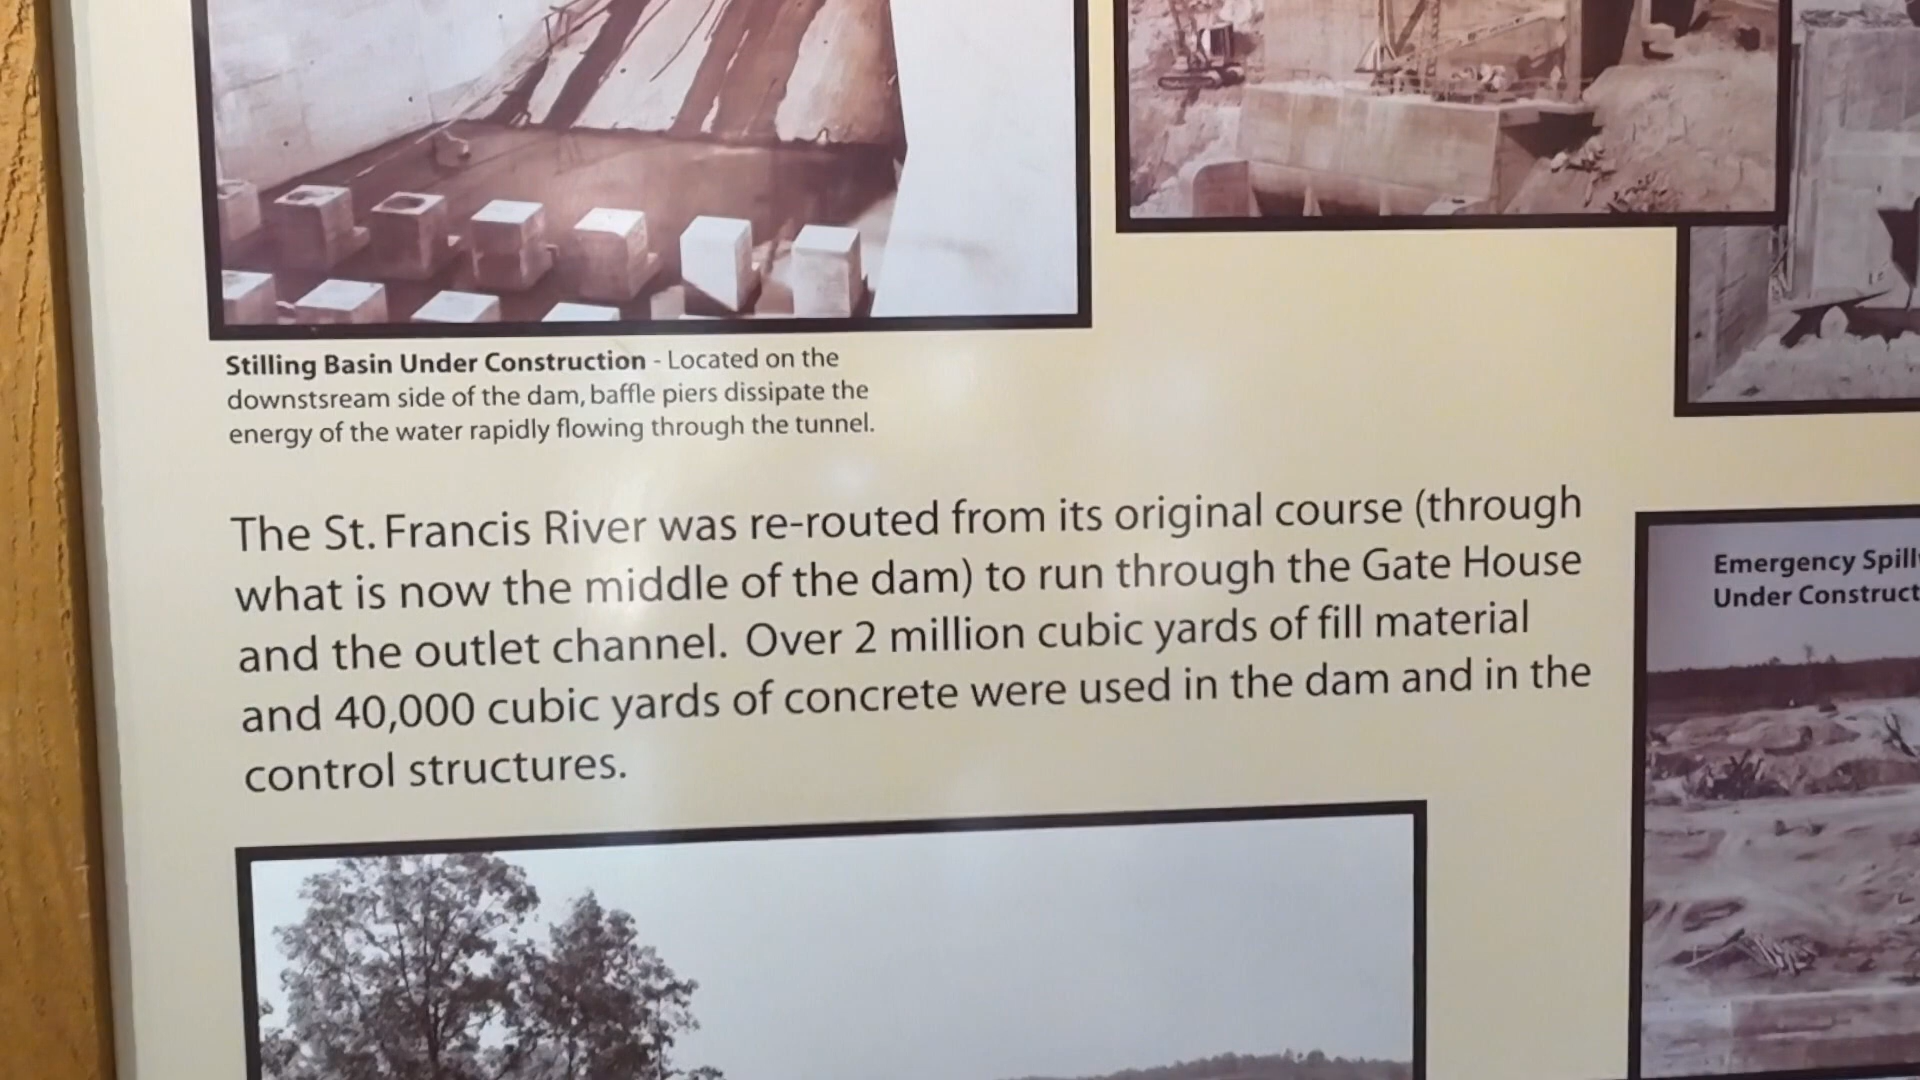 Stilling Basin Under Construction - Located on the
downstsream side of the dam, baffle piers dissipate the
energy of the water rapidly flowing through the tunnel.
The St. Francis River was re-routed from its original course (through
what is now the middle of the dam) to run through the Gate House
and the outlet channel. Over 2 million cubic yards of fill material
and 40,000 cubic yards of concrete were used in the dam and in the
control structures.
Emergency
Under